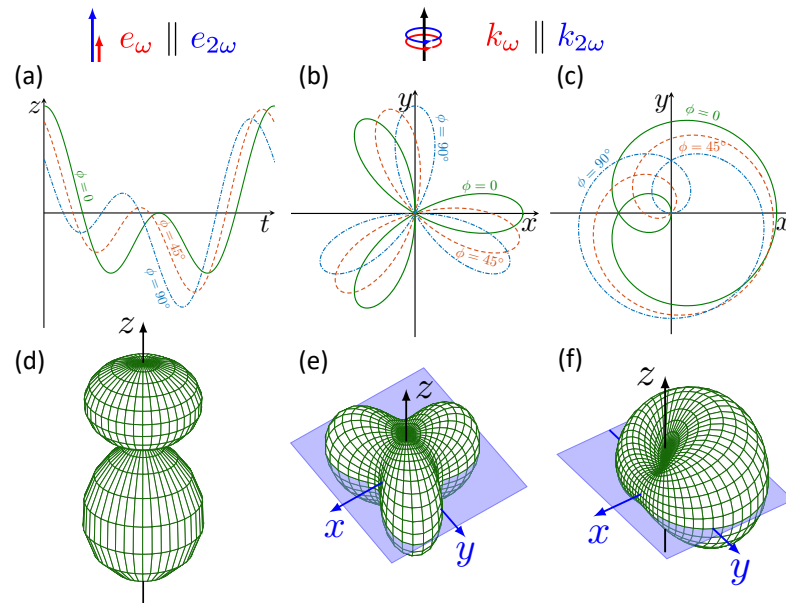 e_ω ∥ e_2ω
k_ω ∥ k_2ω
(a)
z
ϕ = 0
ϕ = 45°
ϕ = 90°
t
(b)
y
ϕ = 90°
ϕ = 0
x
ϕ = 45°
(c)
y
ϕ = 0
ϕ = 90°
ϕ = 45°
x
(d)
z
(e)
z
x
y
(f)
z
x
y